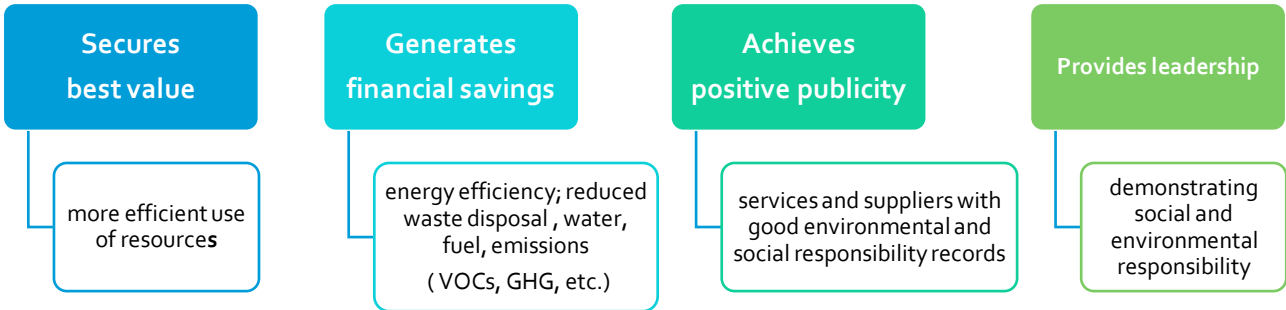 Secures
best value
more efficient use
of resources
Generates
financial savings
energy efficiency; reduced
waste disposal , water,
fuel, emissions
( VOCs, GHG, etc.)
Achieves
positive publicity
services and suppliers with
good environmental and
social responsibility records
Provides leadership
demonstrating
social and
environmental
responsibility